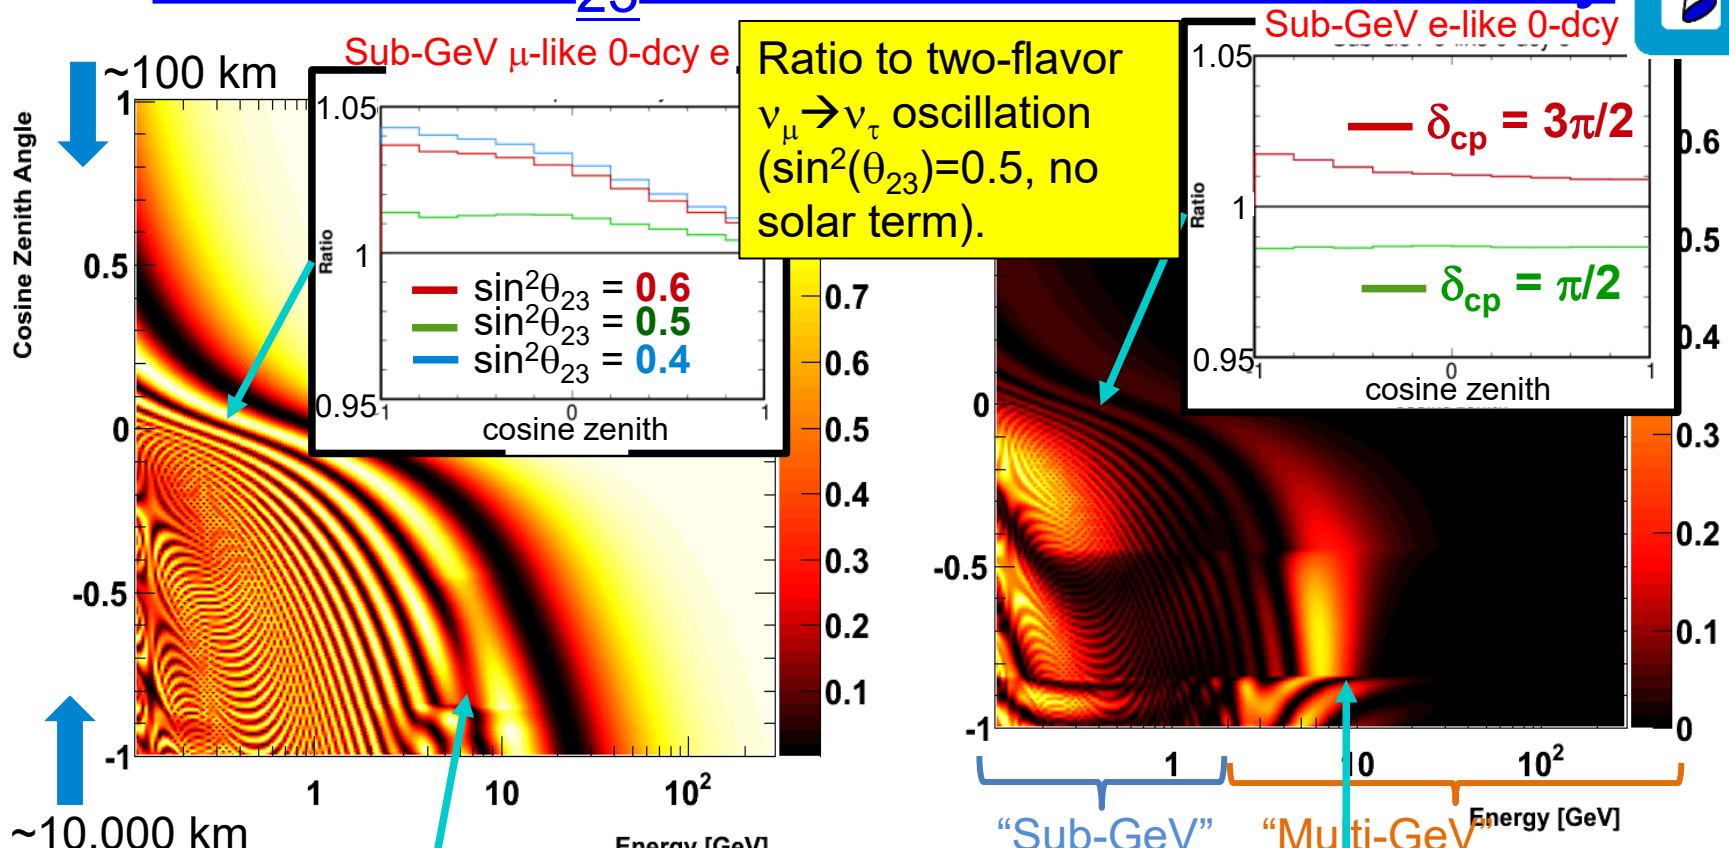 23
Sub-GeV μ-like 0-dcy e
Sub-GeV e-like 0-dcy
Ratio to two-flavor
νμ→ντ oscillation
(sin²(θ23)=0.5, no
solar term).
~100 km
Cosine Zenith Angle
1
0.5
0
-0.5
-1
1.05
1
0.95
Ratio
-1
0
1
cosine zenith
sin²θ23 = 0.6
sin²θ23 = 0.5
sin²θ23 = 0.4
1
10
10²
Energy [GeV]
~10,000 km
0.7
0.6
0.5
0.4
0.3
0.2
0.1
1.05
1
0.95
Ratio
-1
0
1
cosine zenith
δcp = 3π/2
δcp = π/2
0
-0.5
-1
1
10
10²
Energy [GeV]
0.6
0.5
0.4
0.3
0.2
0.1
0
"Sub-GeV"
"Multi-GeV"